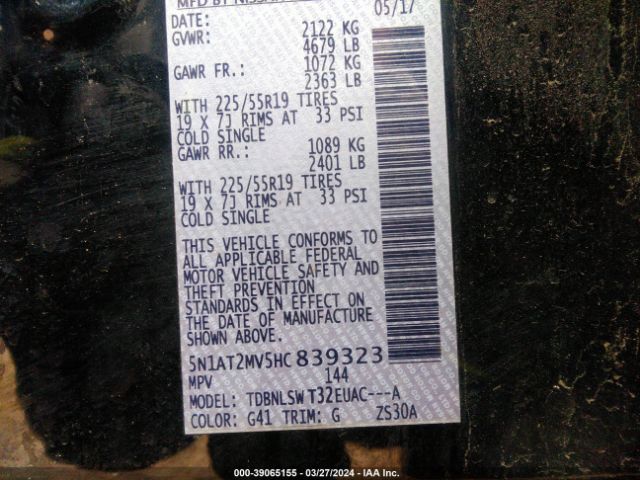 MFD BY NISSAN
DATE: 05/17
GVWR: 2122 KG
4679 LB
GAWR FR.: 1072 KG
2363 LB
WITH 225/55R19 TIRES
19 X 7J RIMS AT 33 PSI
COLD SINGLE
GAWR RR.: 1089 KG
2401 LB
WITH 225/55R19 TIRES
19 X 7J RIMS AT 33 PSI
COLD SINGLE
THIS VEHICLE CONFORMS TO
ALL APPLICABLE FEDERAL
MOTOR VEHICLE SAFETY AND
THEFT PREVENTION
STANDARDS IN EFFECT ON
THE DATE OF MANUFACTURE
SHOWN ABOVE.
5N1AT2MV5HC839323
MPV 144
MODEL: TDBNLSWT32EUAC---A
COLOR: G41 TRIM: G ZS30A
000-39065155 — 03/27/2024 — IAA Inc.